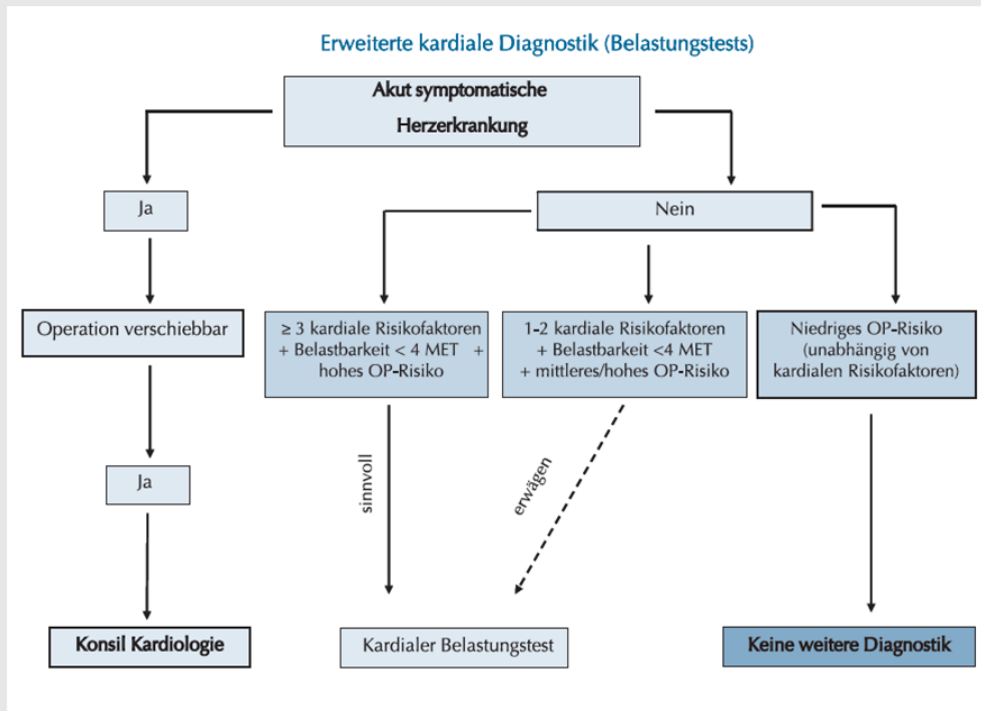 Erweiterte kardiale Diagnostik (Belastungstests)
Akut symptomatische
Herzerkrankung
Ja
Nein
Operation verschiebbar
≥ 3 kardiale Risikofaktoren
+ Belastbarkeit < 4 MET +
hohes OP-Risiko
1-2 kardiale Risikofaktoren
+ Belastbarkeit <4 MET
+ mittleres/hohes OP-Risiko
Niedriges OP-Risiko
(unabhängig von
kardialen Risikofaktoren)
Ja
sinnvoll
erwägen
Konsil Kardiologie
Kardialer Belastungstest
Keine weitere Diagnostik